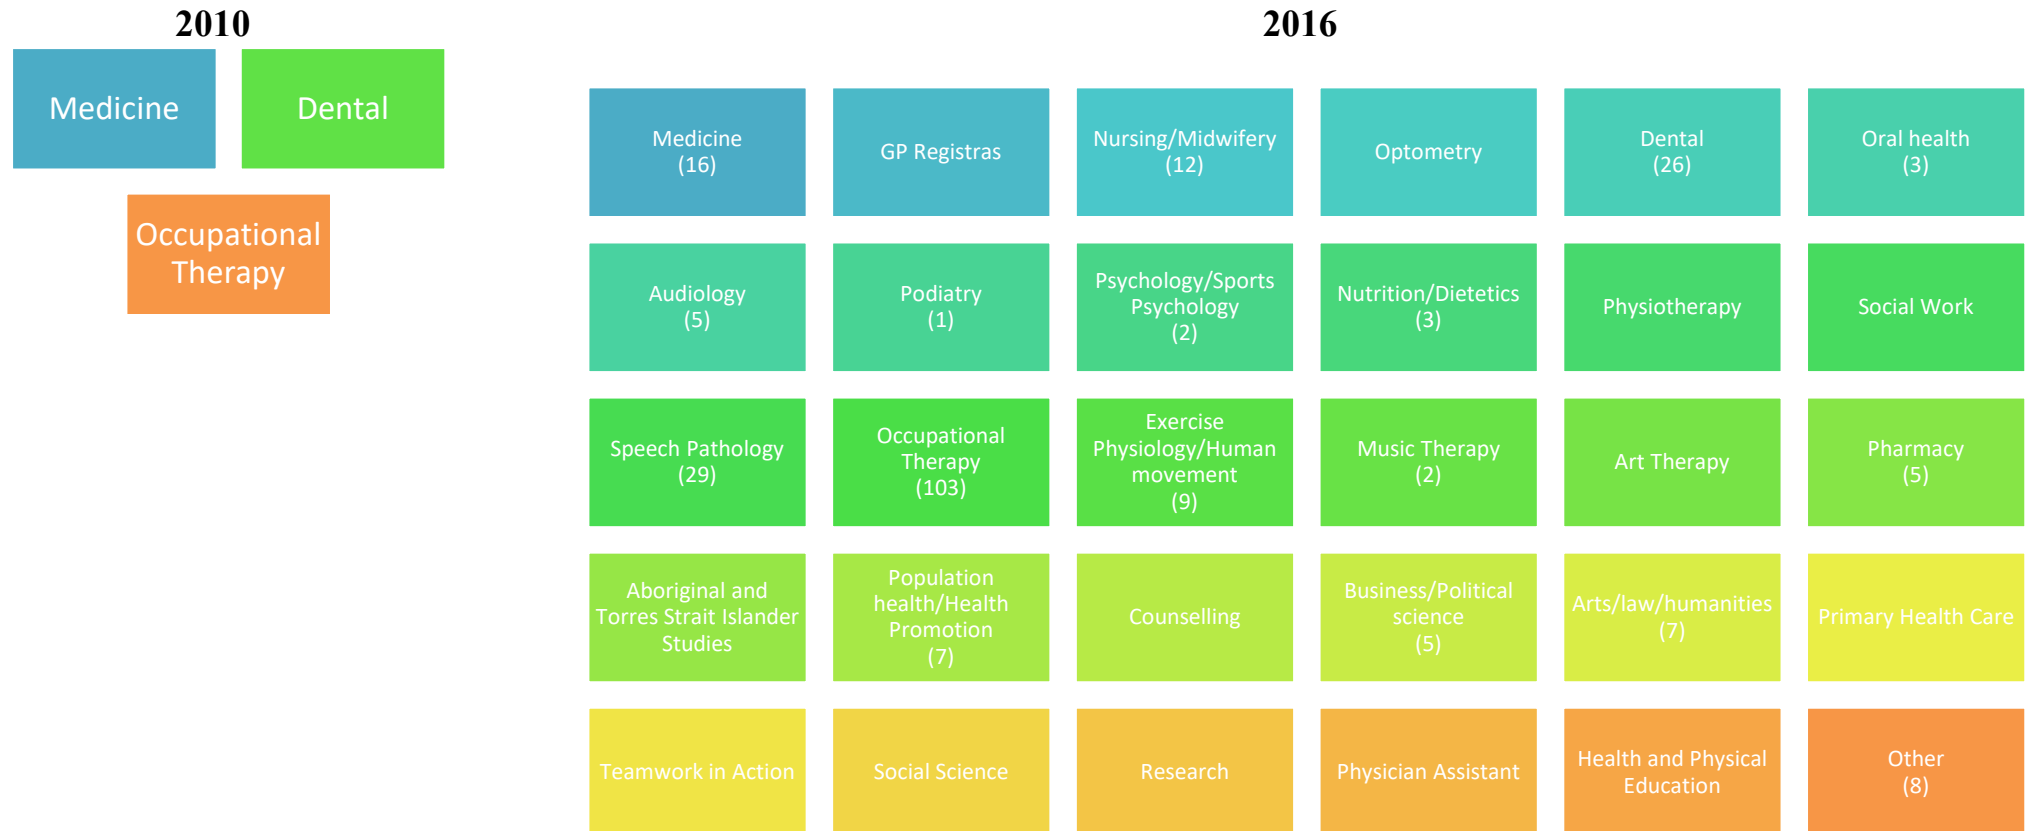 2010
2016
Medicine
Dental
Occupational
Therapy
Medicine
(16)
GP Registras
Nursing/Midwifery
(12)
Optometry
Dental
(26)
Oral health
(3)
Audiology
(5)
Podiatry
(1)
Psychology/Sports
Psychology
(2)
Nutrition/Dietetics
(3)
Physiotherapy
Social Work
Speech Pathology
(29)
Occupational
Therapy
(103)
Exercise
Physiology/Human
movement
(9)
Music Therapy
(2)
Art Therapy
Pharmacy
(5)
Aboriginal and
Torres Strait Islander
Studies
Population
health/Health
Promotion
(7)
Counselling
Business/Political
science
(5)
Arts/law/humanities
(7)
Primary Health Care
Teamwork in Action
Social Science
Research
Physician Assistant
Health and Physical
Education
Other
(8)